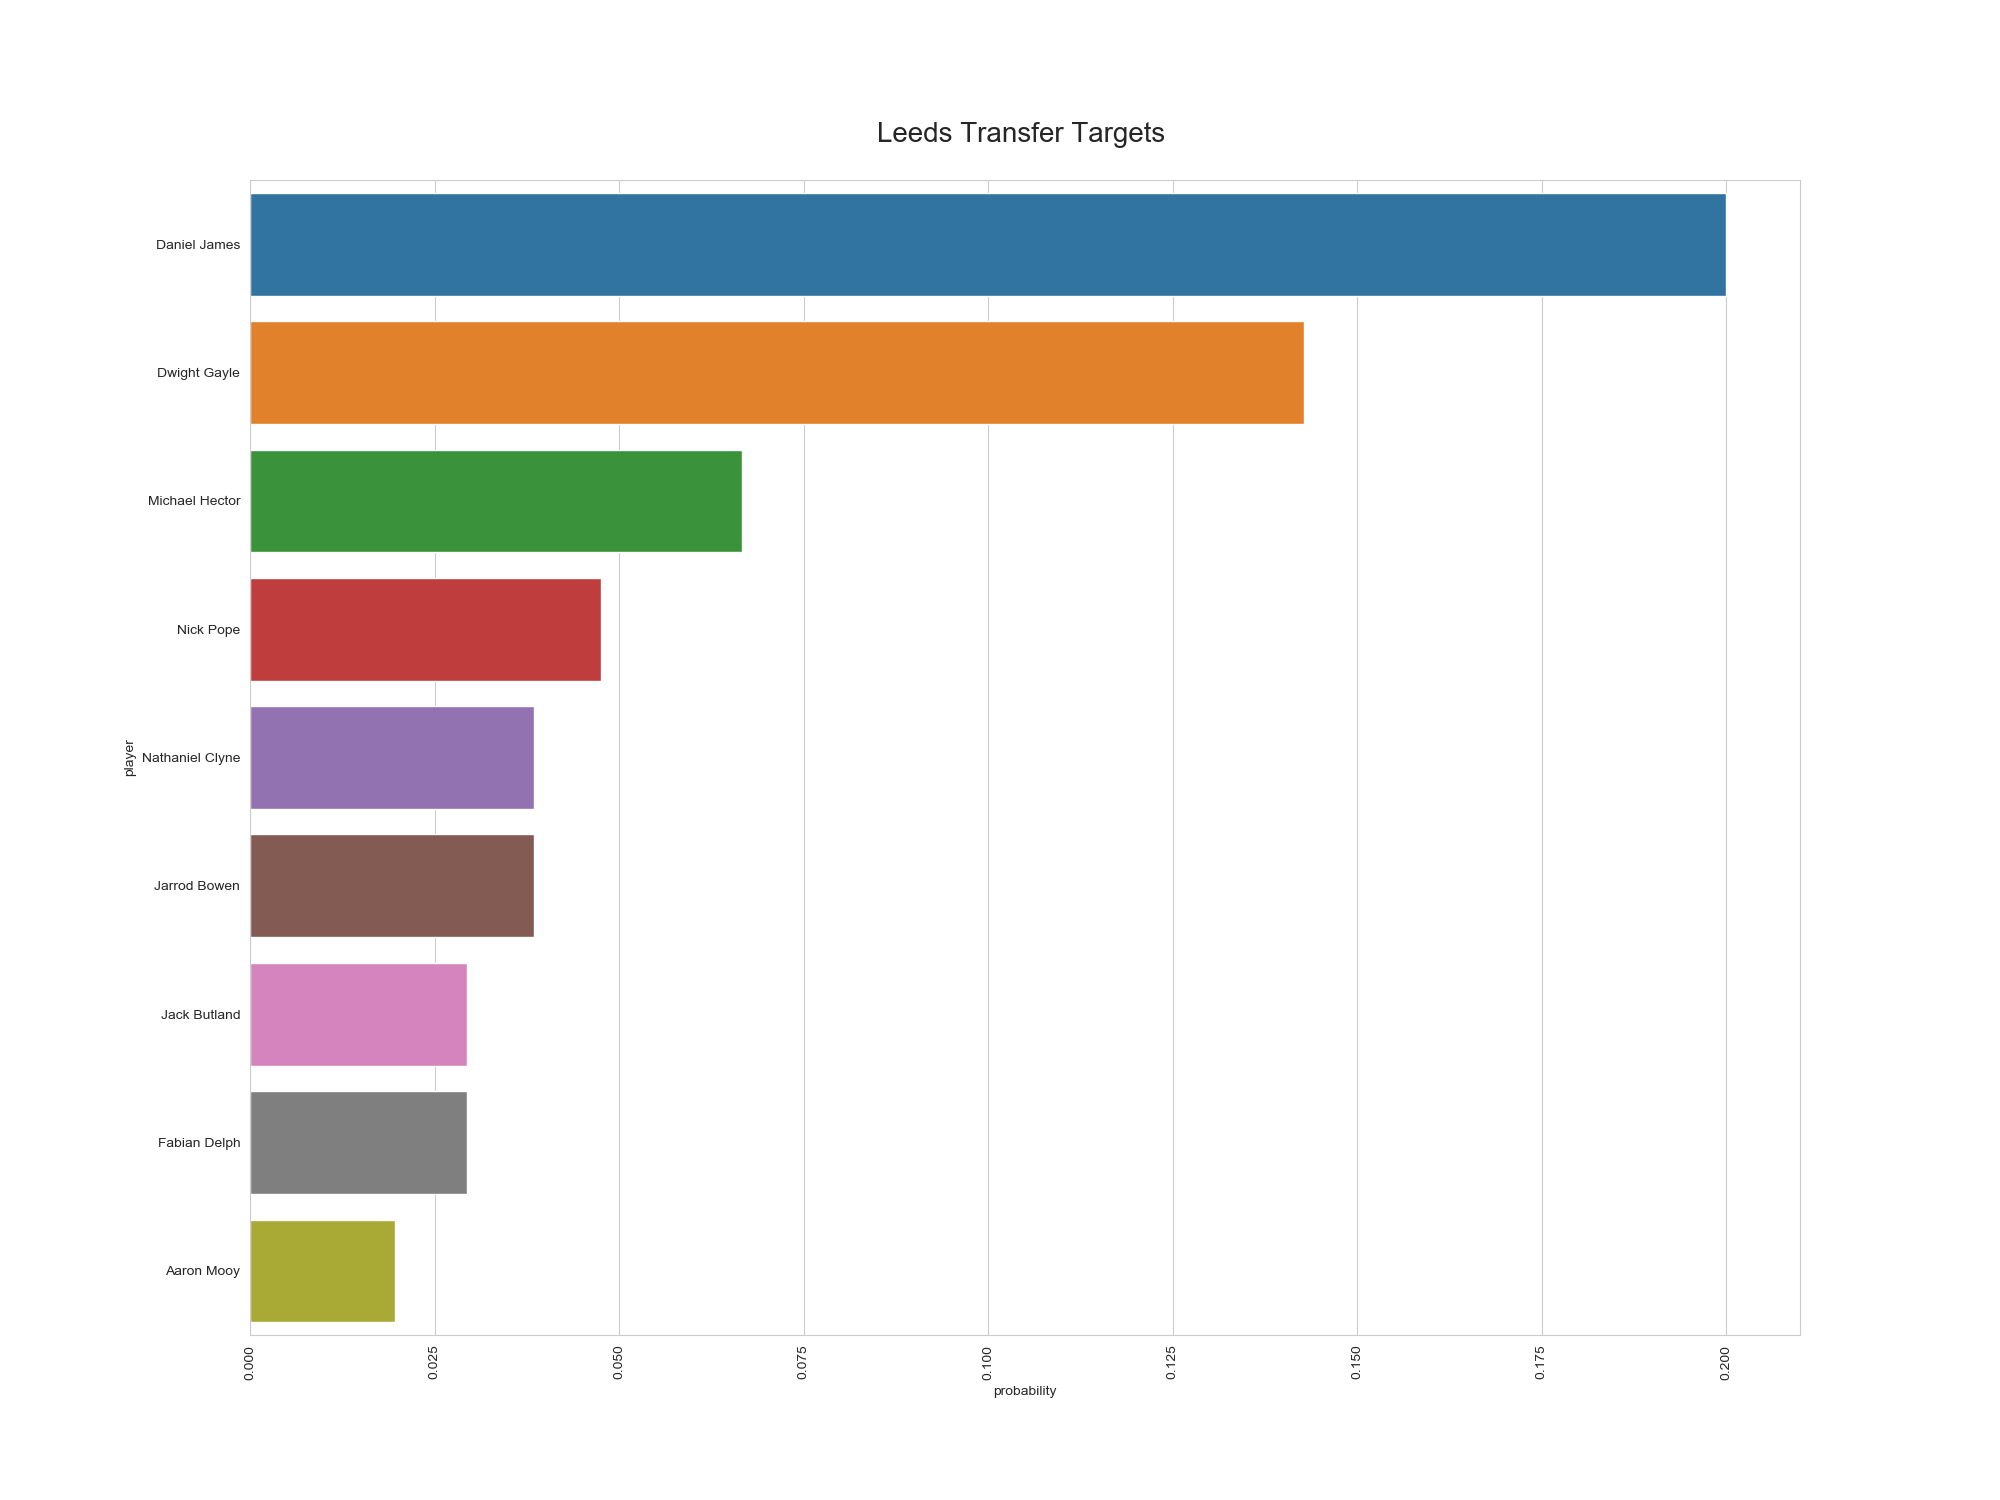 Leeds Transfer Targets
Daniel James
Dwight Gayle
Michael Hector
Nick Pope
Nathaniel Clyne
Jarrod Bowen
Jack Butland
Fabian Delph
Aaron Mooy
player
0.000
0.025
0.050
0.075
0.100
0.125
0.150
0.175
0.200
probability